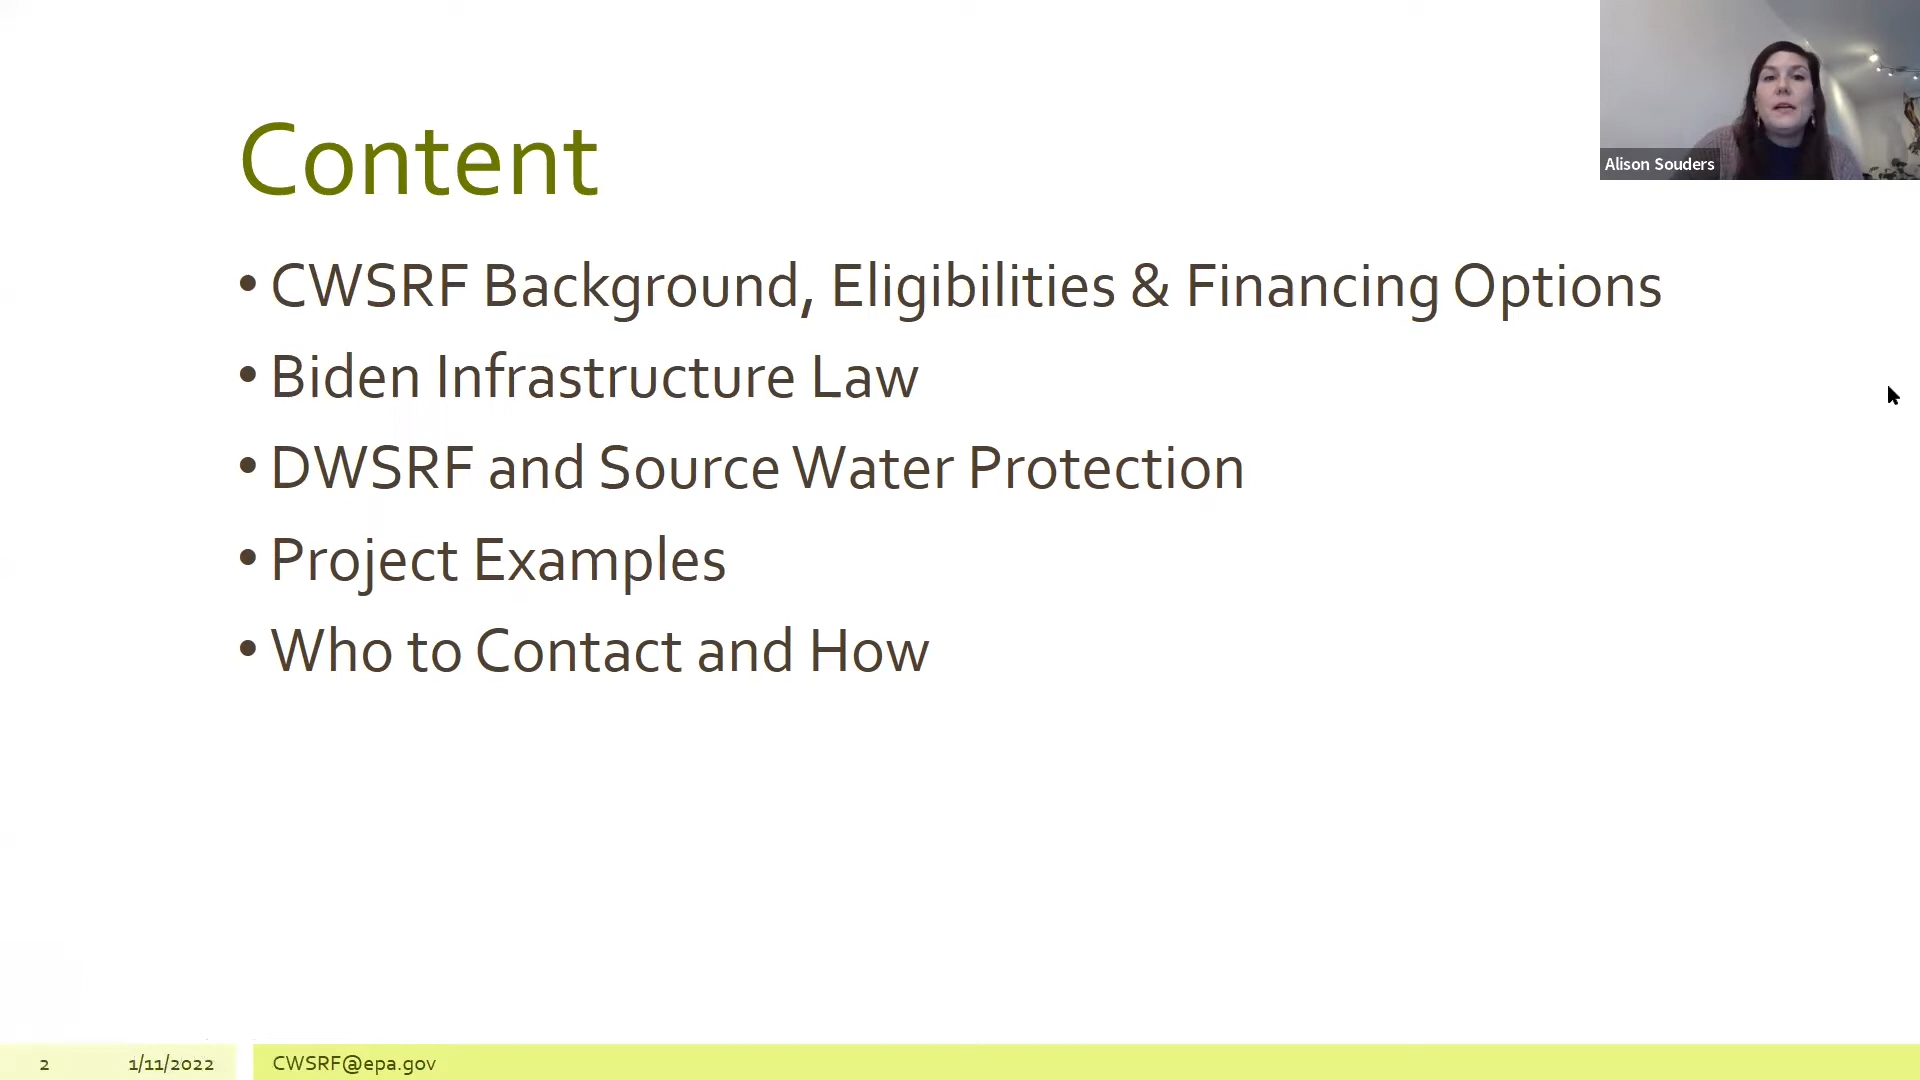 Content
• CWSRF Background, Eligibilities & Financing Options
• Biden Infrastructure Law
• DWSRF and Source Water Protection
• Project Examples
• Who to Contact and How
Alison Souders
2 1/11/2022 CWSRF@epa.gov